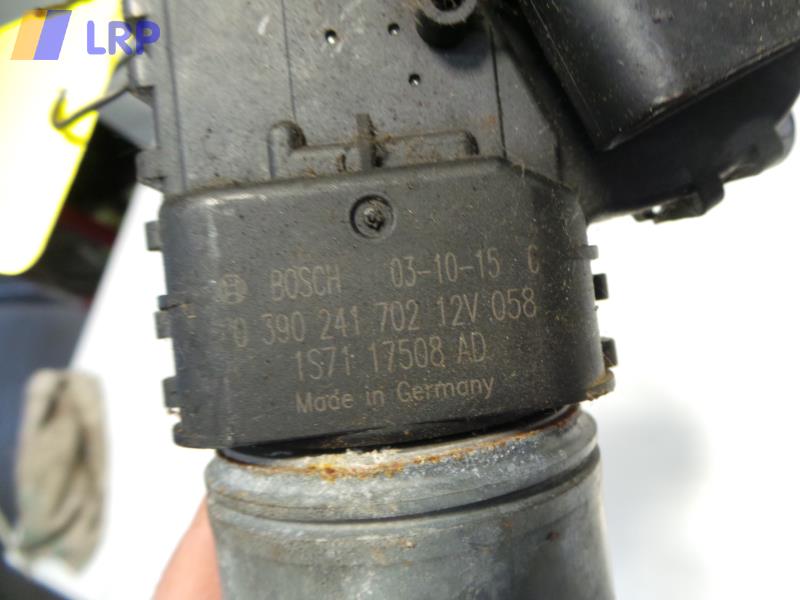 LRP
BOSCH 03-10-15 C
0 390 241 702 12V 058
1S71 17508 AD
Made in Germany